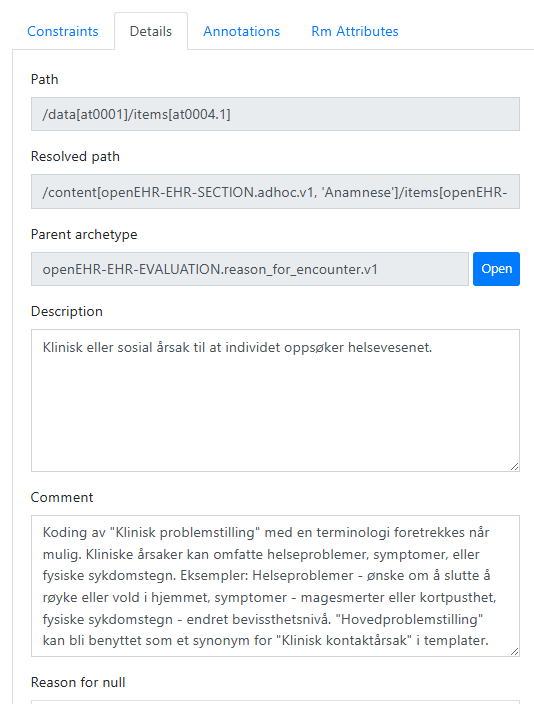 Constraints Details Annotations Rm Attributes
Path
/data[at0001]/items[at0004.1]
Resolved path
/content[openEHR-EHR-SECTION.adhoc.v1, 'Anamnese']/items[openEHR-
Parent archetype
openEHR-EHR-EVALUATION.reason_for_encounter.v1 Open
Description
Klinisk eller sosial årsak til at individet oppsøker helsevesenet.
Comment
Koding av "Klinisk problemstilling" med en terminologi foretrekkes når
mulig. Kliniske årsaker kan omfatte helseproblemer, symptomer, eller
fysiske sykdomstegn. Eksempler: Helseproblemer - ønske om å slutte å
røyke eller vold i hjemmet, symptomer - magesmerter eller kortpusthet,
fysiske sykdomstegn - endret bevissthetsnivå. "Hovedproblemstilling"
kan bli benyttet som et synonym for "Klinisk kontaktårsak" i templater.
Reason for null